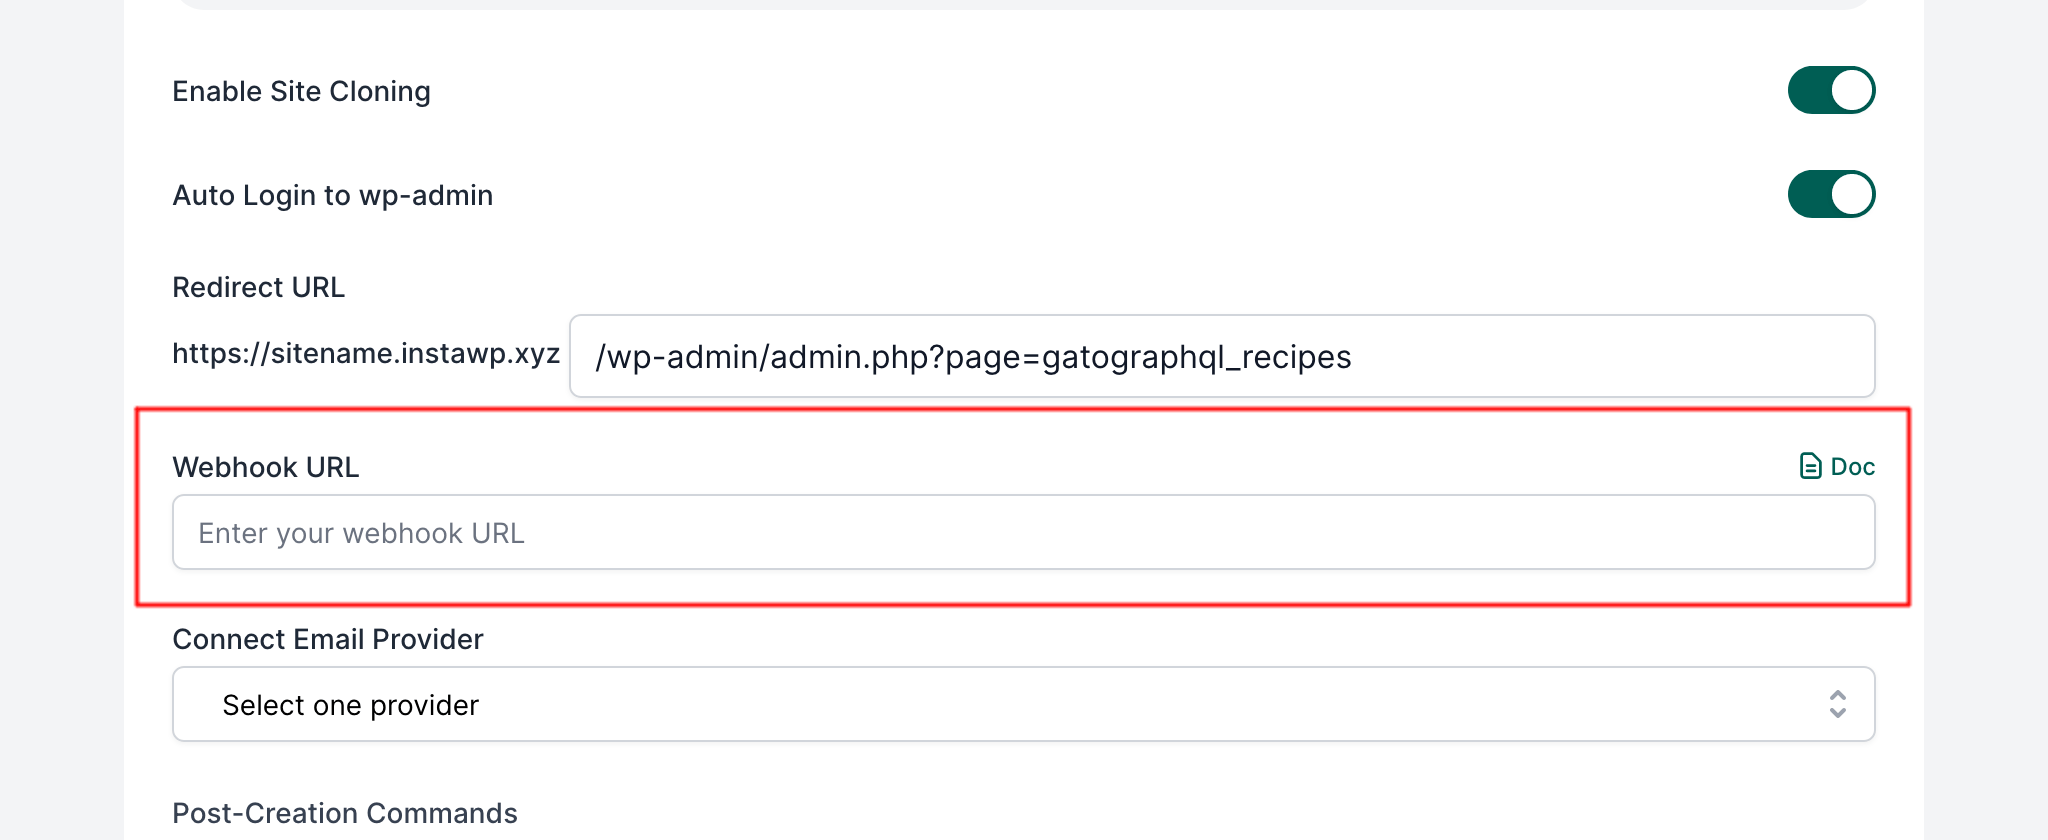 Enable Site Cloning
Auto Login to wp-admin
Redirect URL
https://sitename.instawp.xyz /wp-admin/admin.php?page=gatographql_recipes
Webhook URL Doc
Enter your webhook URL
Connect Email Provider
Select one provider
Post-Creation Commands